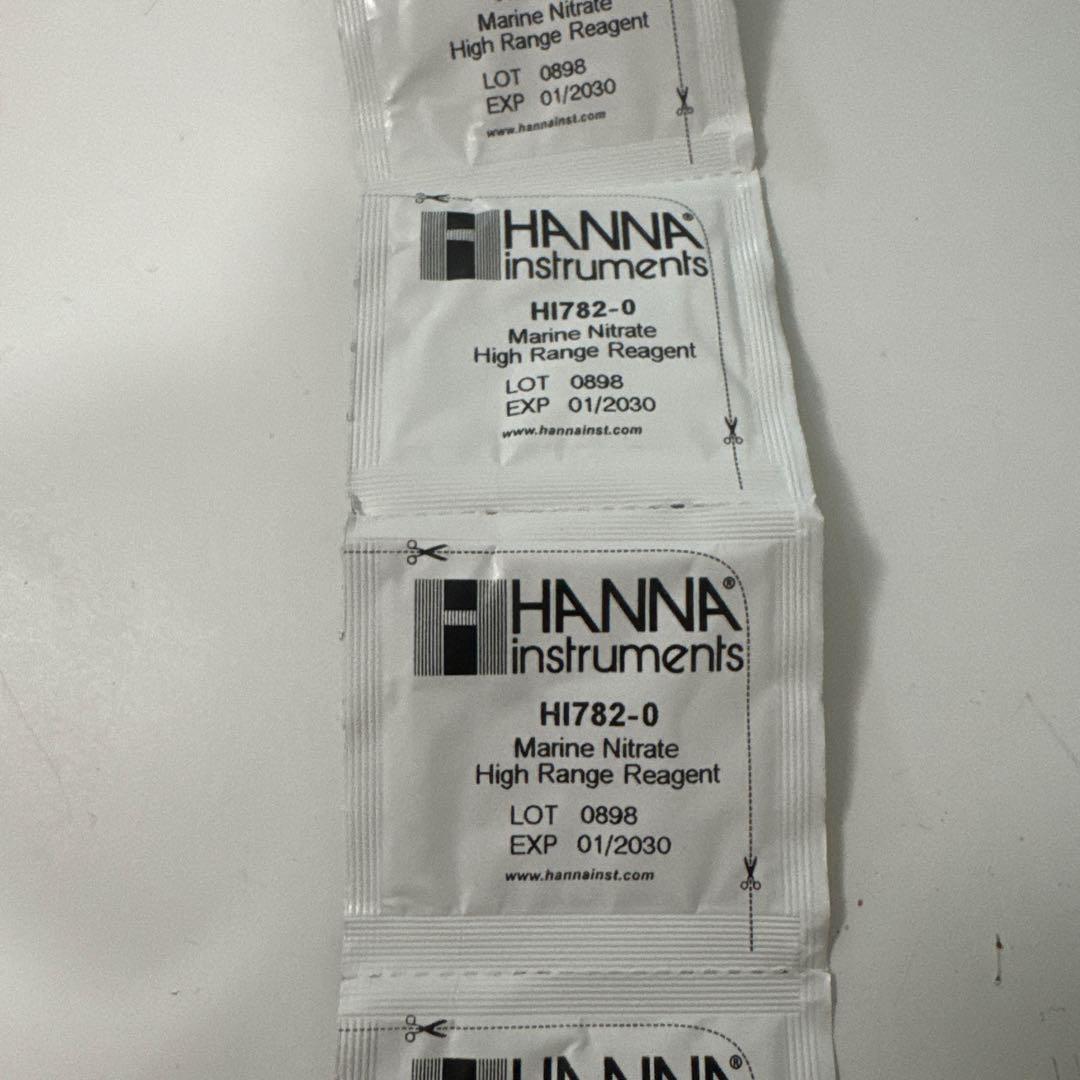 Marine Nitrate
High Range Reagent
LOT 0898
EXP 01/2030
www.hannainst.com
HANNA®
instruments
HI782-0
Marine Nitrate
High Range Reagent
LOT 0898
EXP 01/2030
www.hannainst.com
HANNA®
instruments
HI782-0
Marine Nitrate
High Range Reagent
LOT 0898
EXP 01/2030
www.hannainst.com
HANNA®